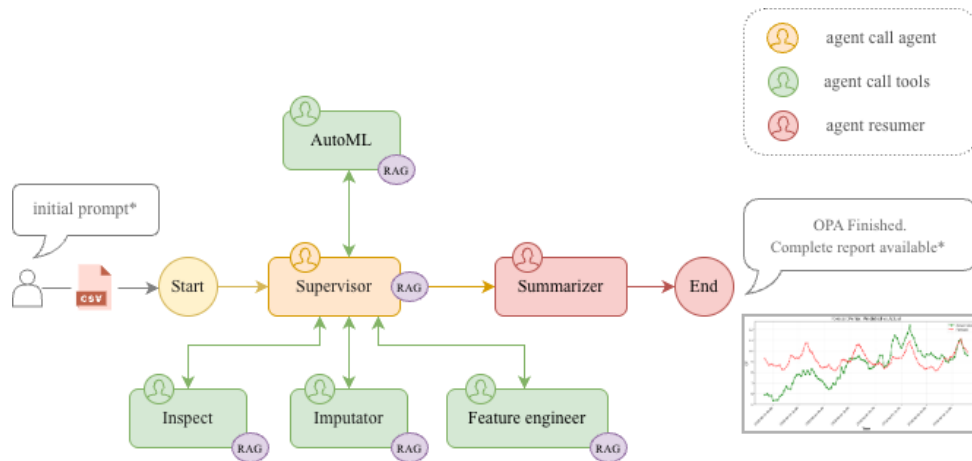 agent call agent
agent call tools
agent resumer
AutoML
RAG
initial prompt*
OPA Finished.
Complete report available*
csv
Start
Supervisor
RAG
Summarizer
End
Inspect
RAG
Imputator
RAG
Feature engineer
RAG